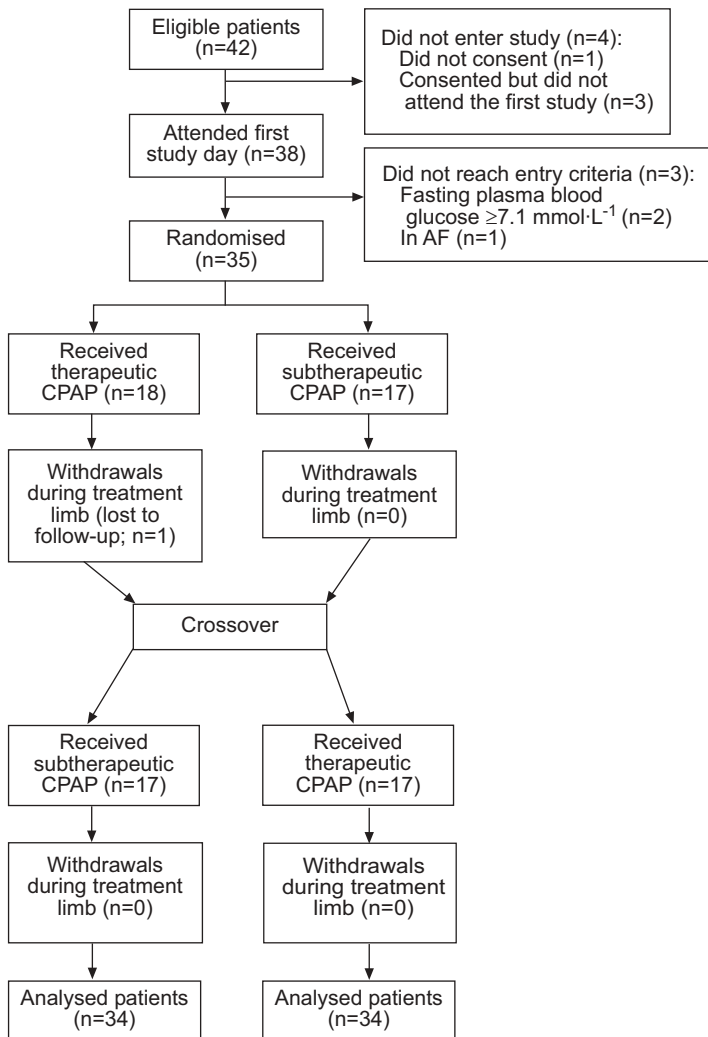 Eligible patients
(n=42)
Did not enter study (n=4):
Did not consent (n=1)
Consented but did not
attend the first study (n=3)
Attended first
study day (n=38)
Did not reach entry criteria (n=3):
Fasting plasma blood
glucose ≥7.1 mmol·L⁻¹ (n=2)
In AF (n=1)
Randomised
(n=35)
Received
therapeutic
CPAP (n=18)
Received
subtherapeutic
CPAP (n=17)
Withdrawals
during treatment
limb (lost to
follow-up; n=1)
Withdrawals
during treatment
limb (n=0)
Crossover
Received
subtherapeutic
CPAP (n=17)
Received
therapeutic
CPAP (n=17)
Withdrawals
during treatment
limb (n=0)
Withdrawals
during treatment
limb (n=0)
Analysed patients
(n=34)
Analysed patients
(n=34)